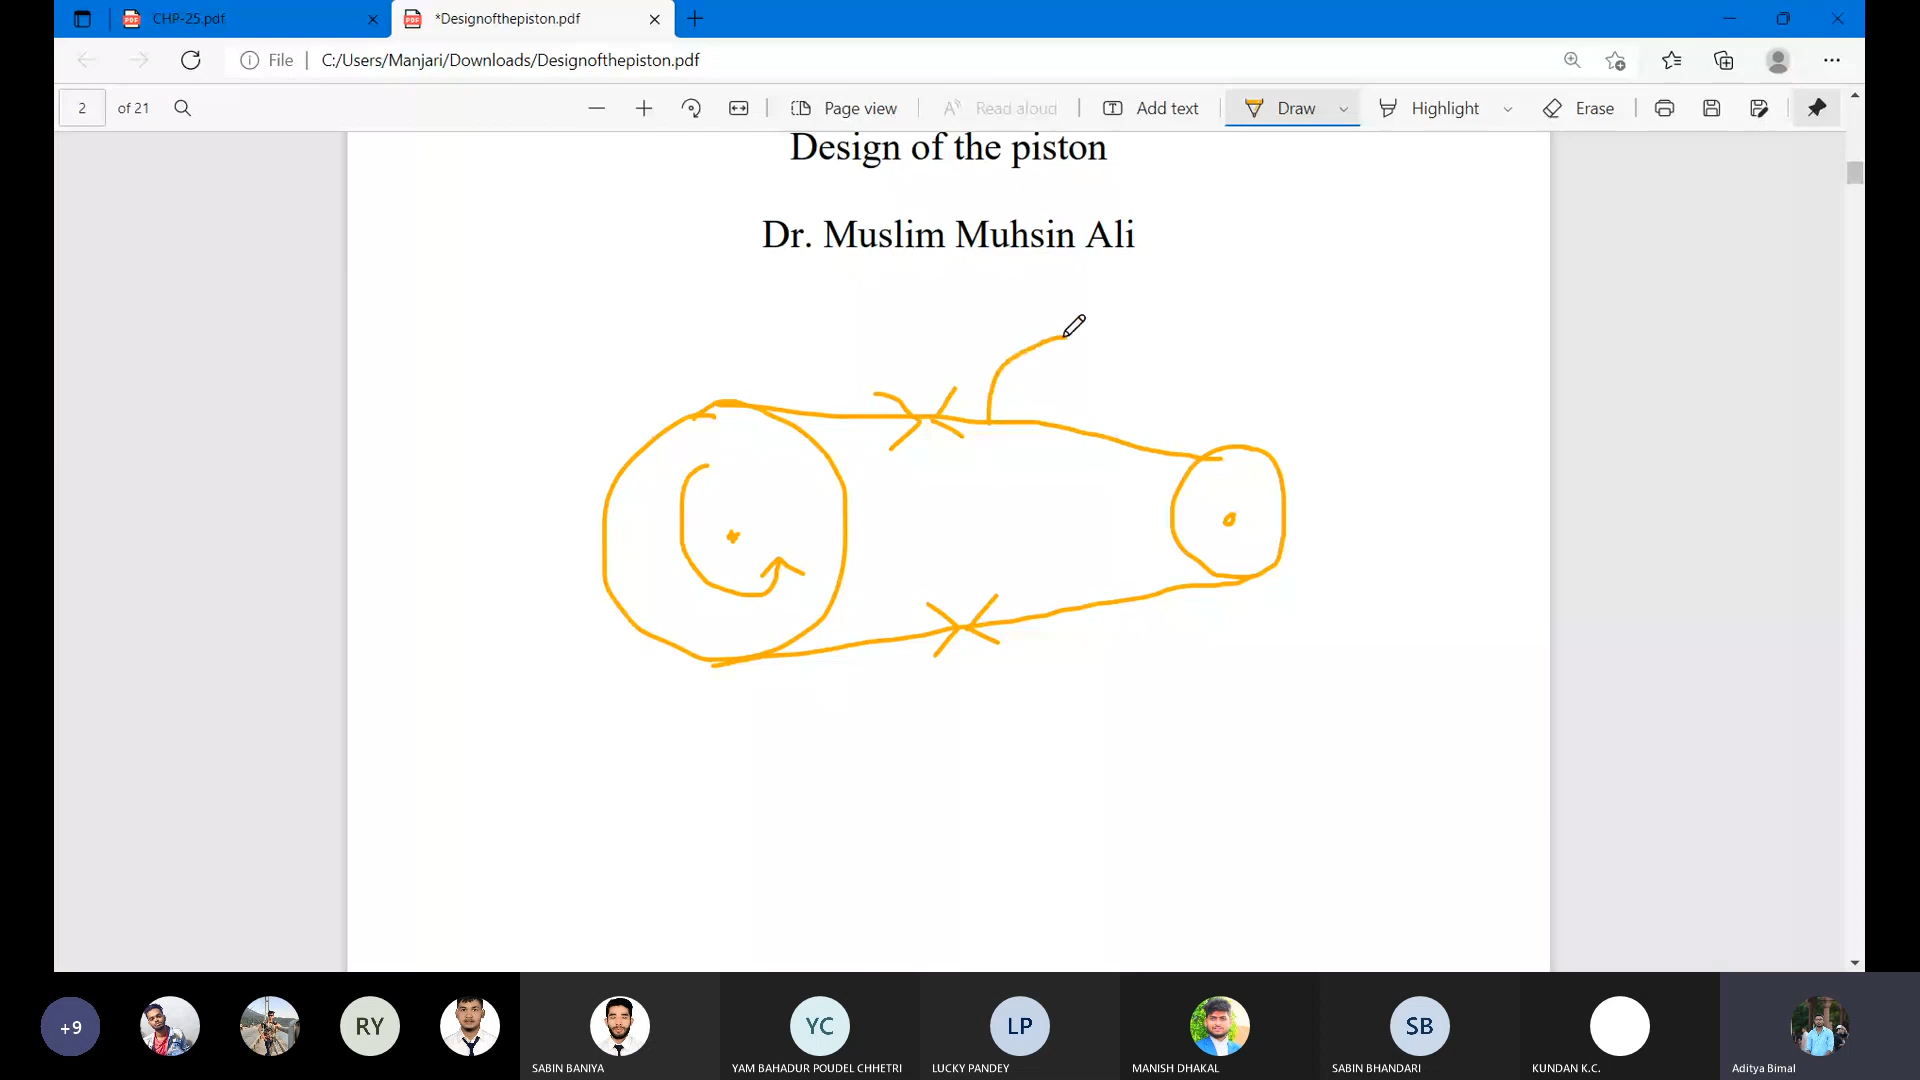 CHP-25.pdf
*Designofthepiston.pdf
File
C:/Users/Manjari/Downloads/Designofthepiston.pdf
2 of 21
Page view
Read aloud
Add text
Draw
Highlight
Erase
Design of the piston
Dr. Muslim Muhsin Ali
+9
RY
SABIN BANIYA
YC
YAM BAHADUR POUDEL CHHETRI
LP
LUCKY PANDEY
MANISH DHAKAL
SB
SABIN BHANDARI
KUNDAN K.C.
Aditya Bimal